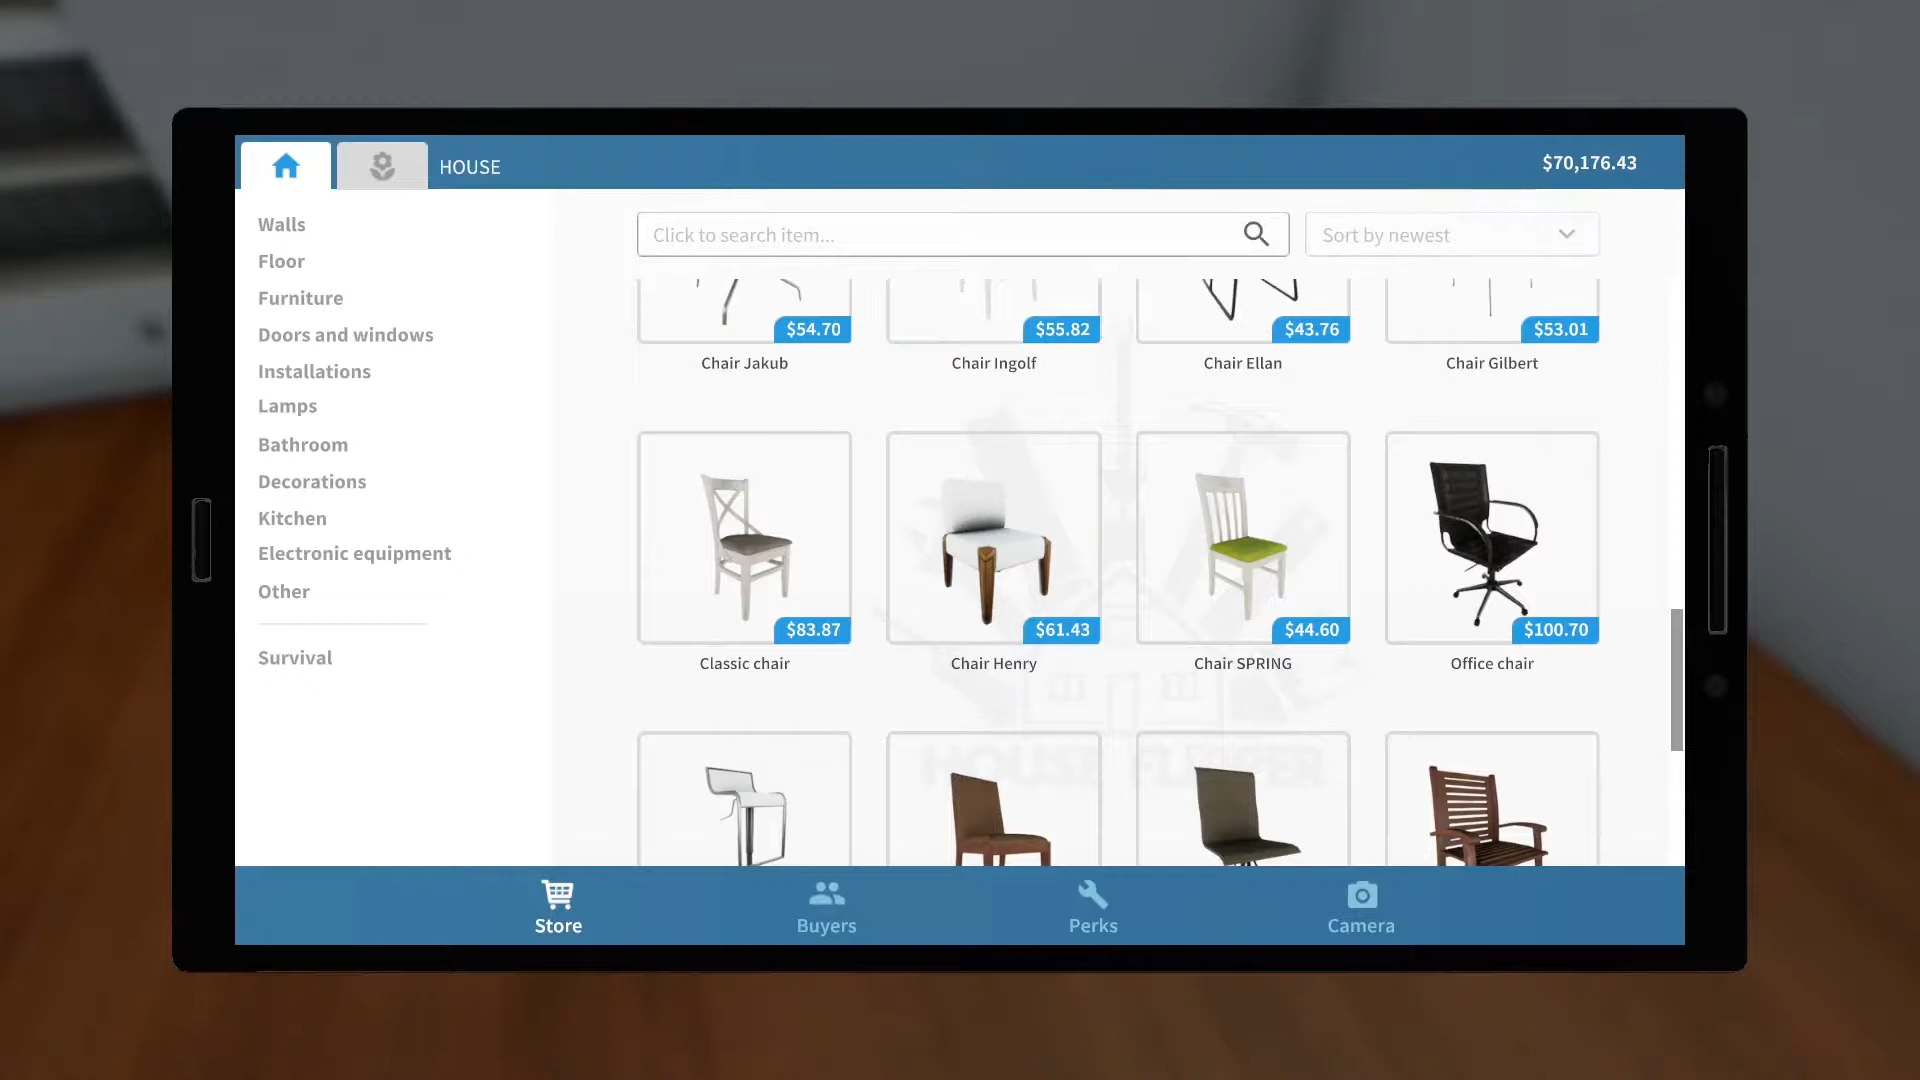 HOUSE
$70,176.43
Walls
Floor
Furniture
Doors and windows
Installations
Lamps
Bathroom
Decorations
Kitchen
Electronic equipment
Other
Survival
Click to search item...
Sort by newest
$54.70
$55.82
$43.76
$53.01
Chair Jakub
Chair Ingolf
Chair Ellan
Chair Gilbert
$83.87
$61.43
$44.60
$100.70
Classic chair
Chair Henry
Chair SPRING
Office chair
HOUSE FLIPPER
Store
Buyers
Perks
Camera